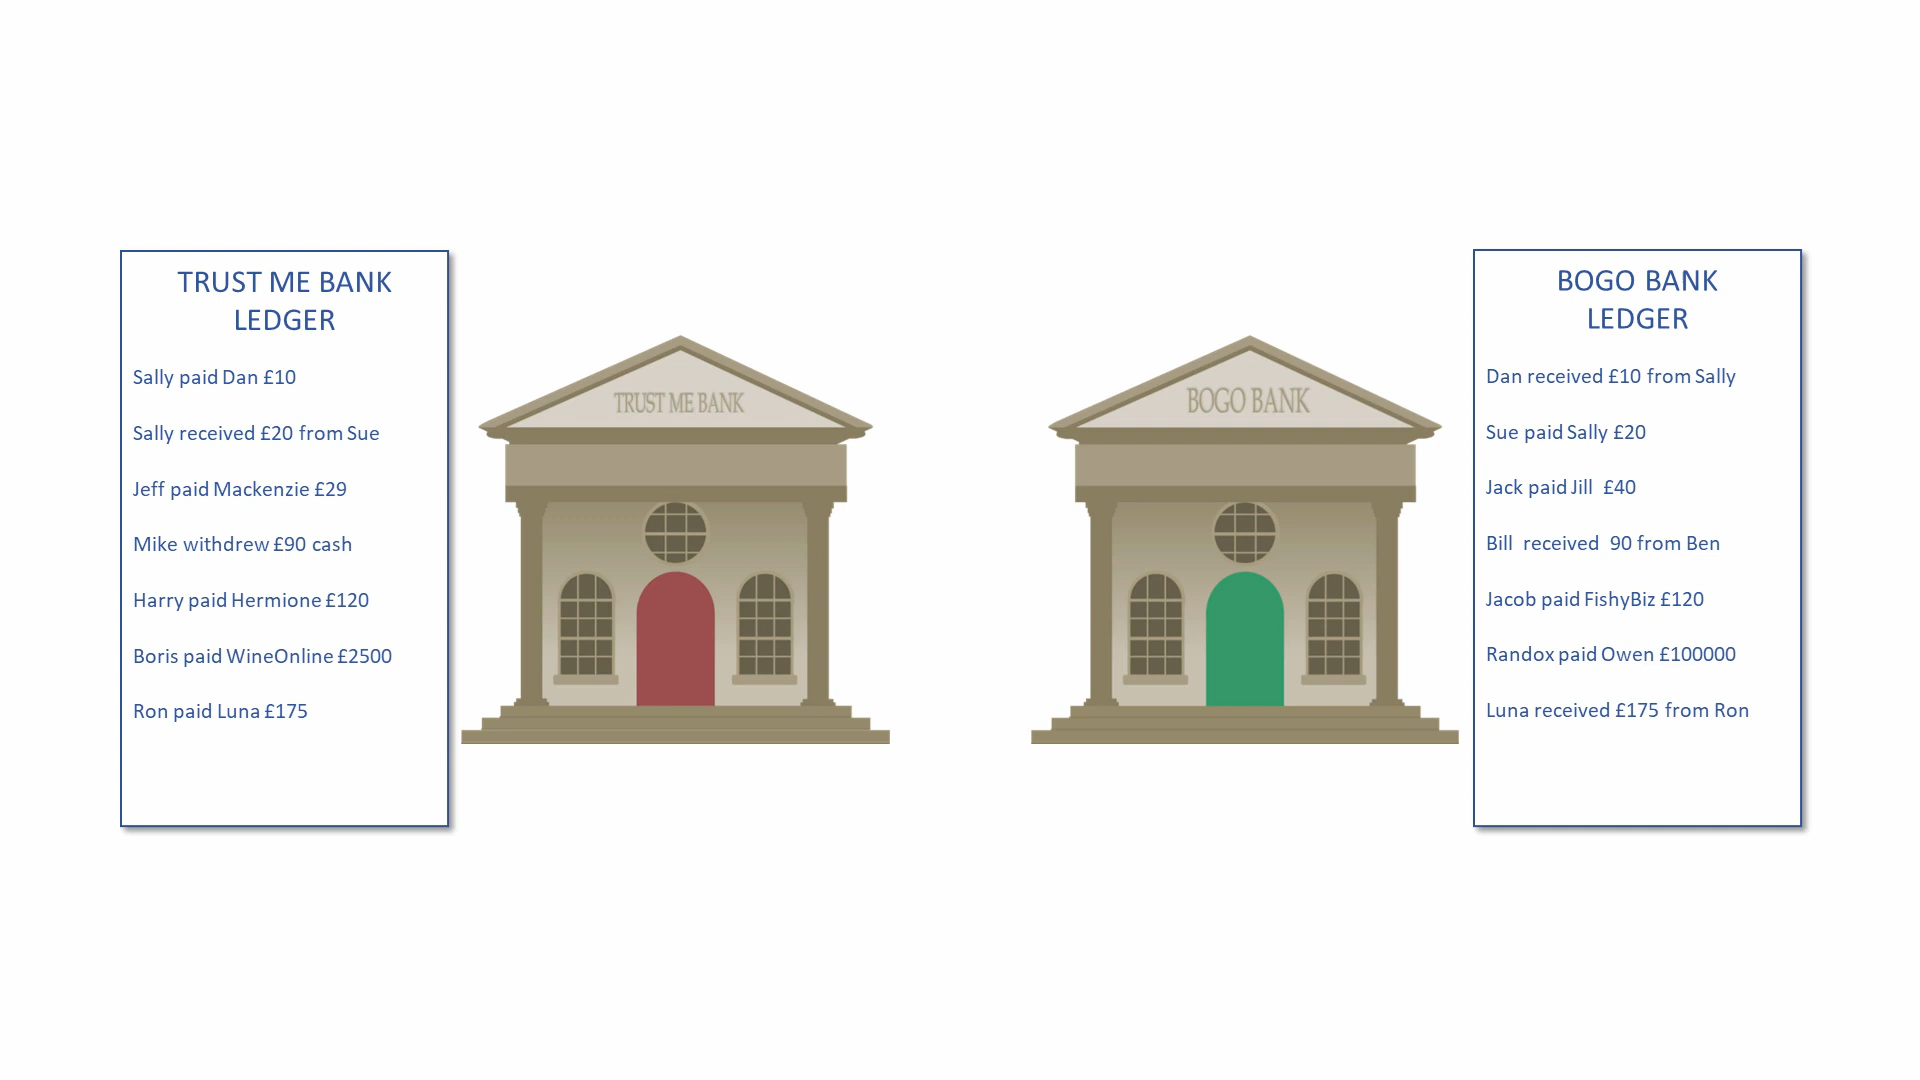 TRUST ME BANK
LEDGER
Sally paid Dan £10
Sally received £20 from Sue
Jeff paid Mackenzie £29
Mike withdrew £90 cash
Harry paid Hermione £120
Boris paid WineOnline £2500
Ron paid Luna £175
TRUST ME BANK
BOGO BANK
BOGO BANK
LEDGER
Dan received £10 from Sally
Sue paid Sally £20
Jack paid Jill  £40
Bill  received  90 from Ben
Jacob paid FishyBiz £120
Randox paid Owen £100000
Luna received £175 from Ron